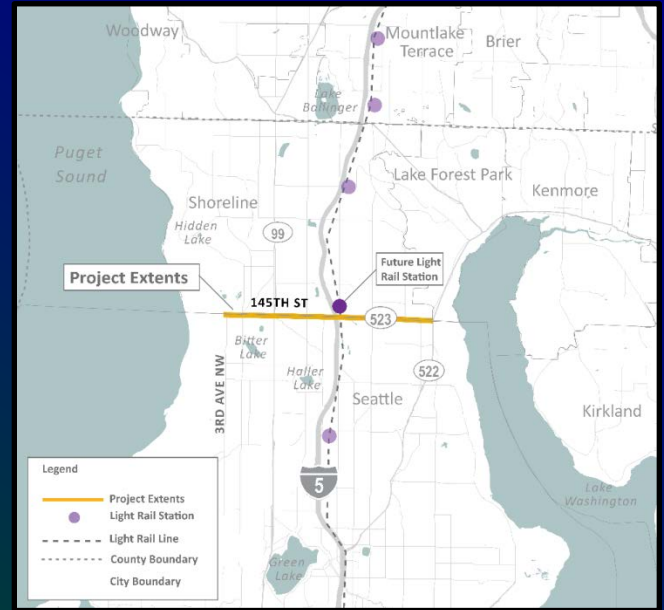 Woodway
Mountlake
Terrace
Brier
Lake
Ballinger
Puget
Sound
Lake Forest Park
Shoreline
Kenmore
Hidden
Lake
99
Future Light
Rail Station
Project Extents
145TH ST
523
Bitter
Lake
3RD AVE NW
Haller
Lake
522
Seattle
Kirkland
5
Lake
Washington
Green
Lake
Legend
Project Extents
Light Rail Station
Light Rail Line
County Boundary
City Boundary